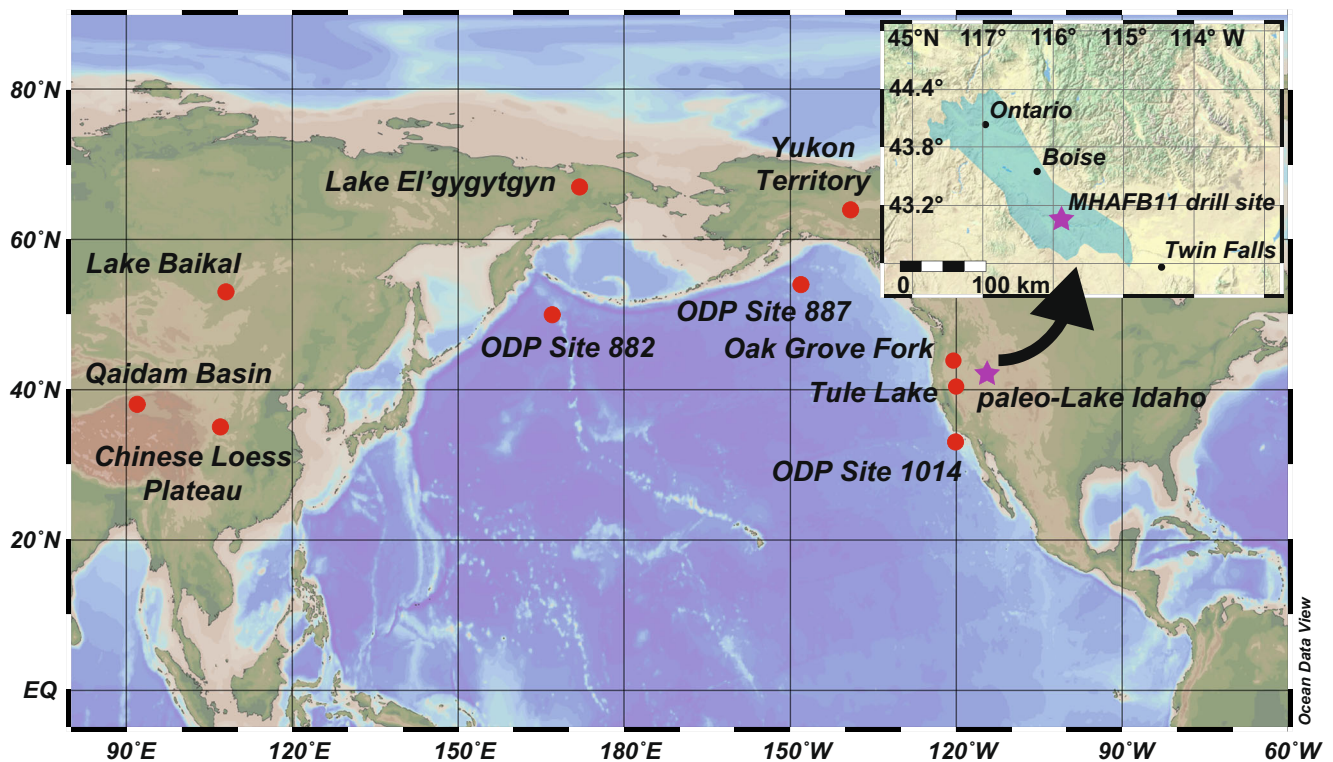 45°N 117° 116° 115° 114° W
44.4°
Ontario
43.8°
Boise
43.2°
MHAFB11 drill site
Twin Falls
0 100 km
80˚N
60˚N
40˚N
20˚N
EQ
Yukon
Territory
Lake El’gygytgyn
Lake Baikal
ODP Site 887
ODP Site 882
Oak Grove Fork
Qaidam Basin
Tule Lake
paleo-Lake Idaho
Chinese Loess
Plateau
ODP Site 1014
90˚E 120˚E 150˚E 180˚E 150˚W 120˚W 90˚W 60˚W
Ocean Data View